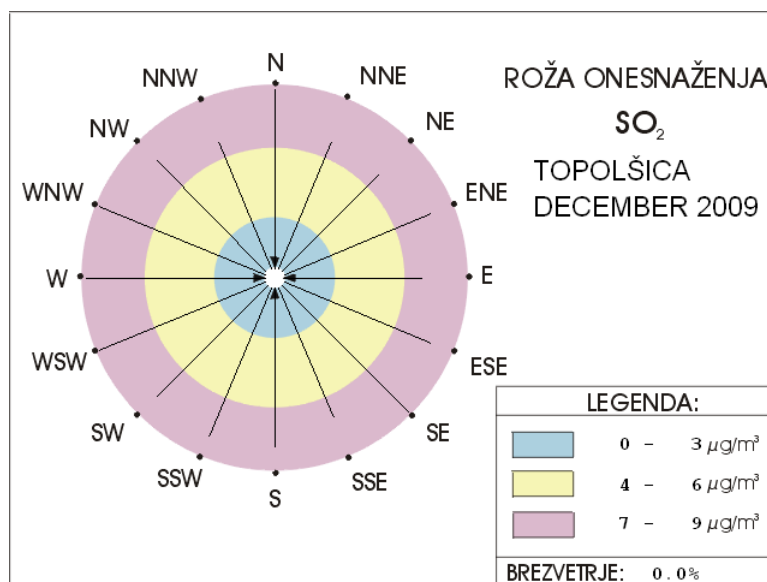 ROŽA ONESNAŽENJA
SO₂
TOPOLŠICA
DECEMBER 2009
N
NNE
NE
ENE
E
ESE
SE
SSE
S
SSW
SW
WSW
W
WNW
NW
NNW
LEGENDA:
0 – 3 µg/m³
4 – 6 µg/m³
7 – 9 µg/m³
BREZVETRJE: 0.0%